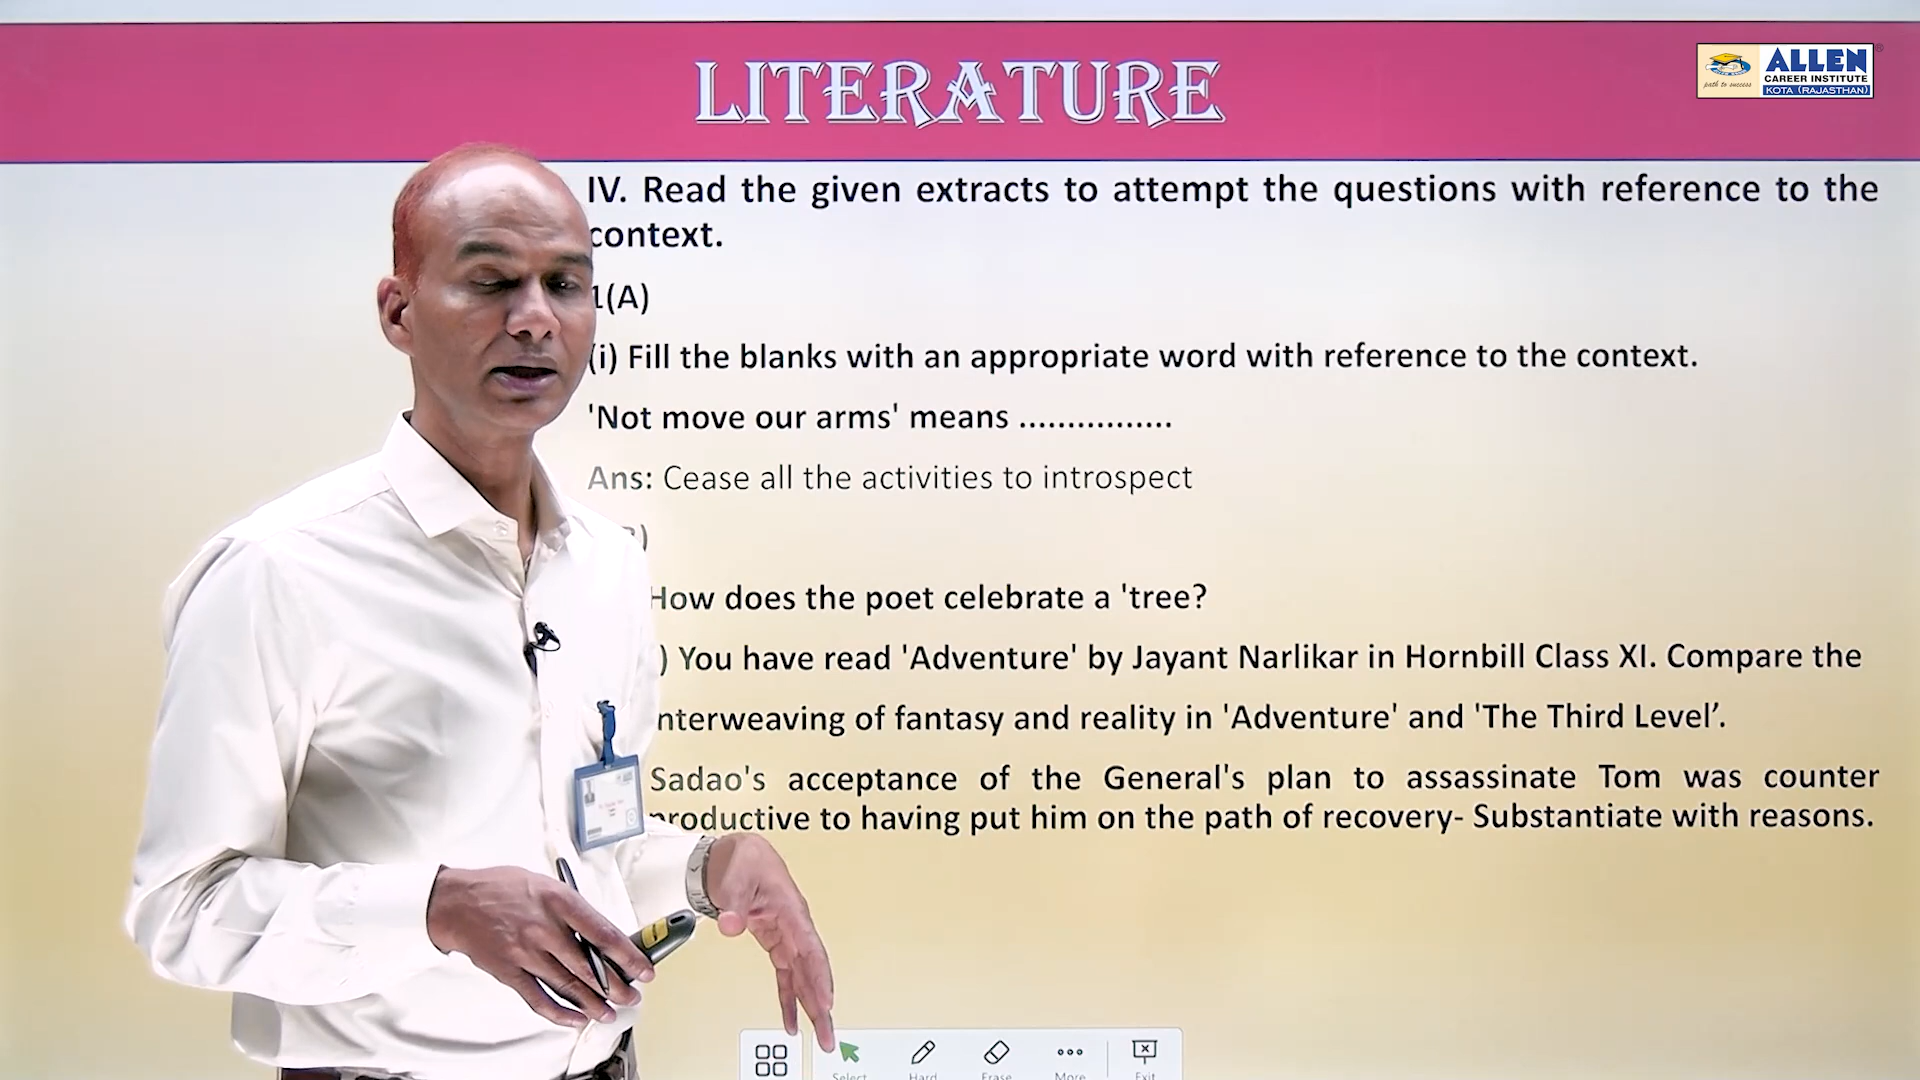 LITERATURE
ALLEN
CAREER INSTITUTE
KOTA (RAJASTHAN)
path to success
IV. Read the given extracts to attempt the questions with reference to the
context.
1(A)
(i) Fill the blanks with an appropriate word with reference to the context.
'Not move our arms' means ................
Ans: Cease all the activities to introspect
)
How does the poet celebrate a 'tree?
) You have read 'Adventure' by Jayant Narlikar in Hornbill Class XI. Compare the
nterweaving of fantasy and reality in 'Adventure' and 'The Third Level’.
Sadao's acceptance of the General's plan to assassinate Tom was counter
productive to having put him on the path of recovery- Substantiate with reasons.
Select Hard Erase More Exit